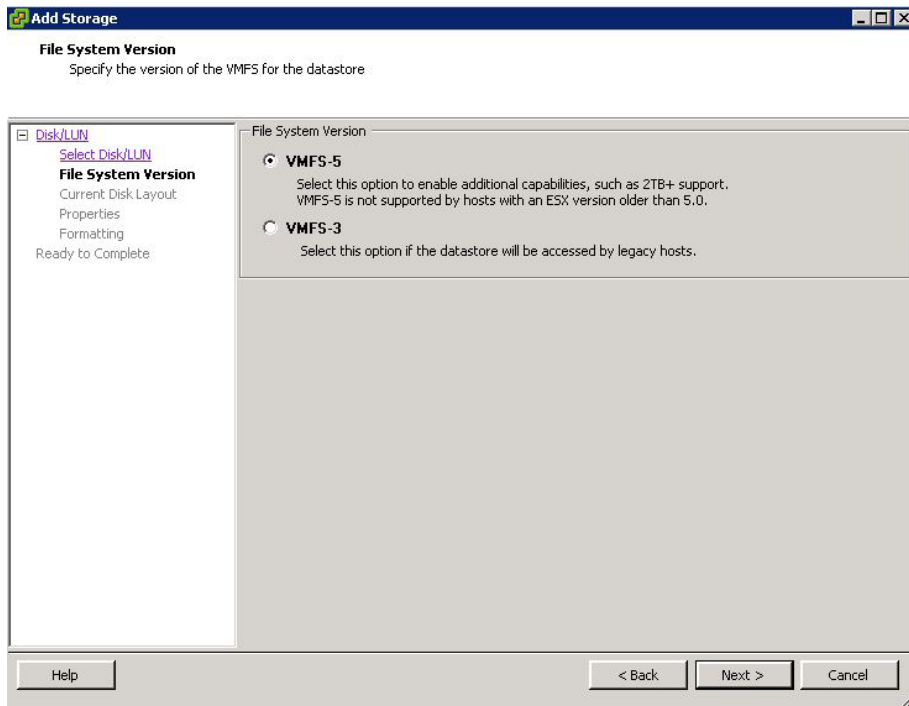 Add Storage
File System Version
Specify the version of the VMFS for the datastore
Disk/LUN
Select Disk/LUN
File System Version
Current Disk Layout
Properties
Formatting
Ready to Complete
File System Version
VMFS-5
Select this option to enable additional capabilities, such as 2TB+ support.
VMFS-5 is not supported by hosts with an ESX version older than 5.0.
VMFS-3
Select this option if the datastore will be accessed by legacy hosts.
Help
< Back
Next >
Cancel